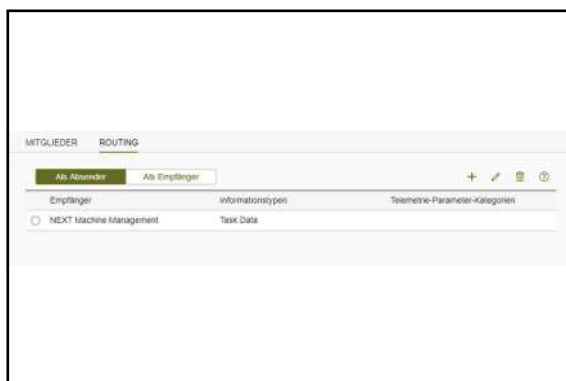 MITGLIEDER ROUTING
Als Absender Als Empfänger
Empfänger Informationstypen Telemetrie-Parameter-Kategorien
NEXT Machine Management Task Data